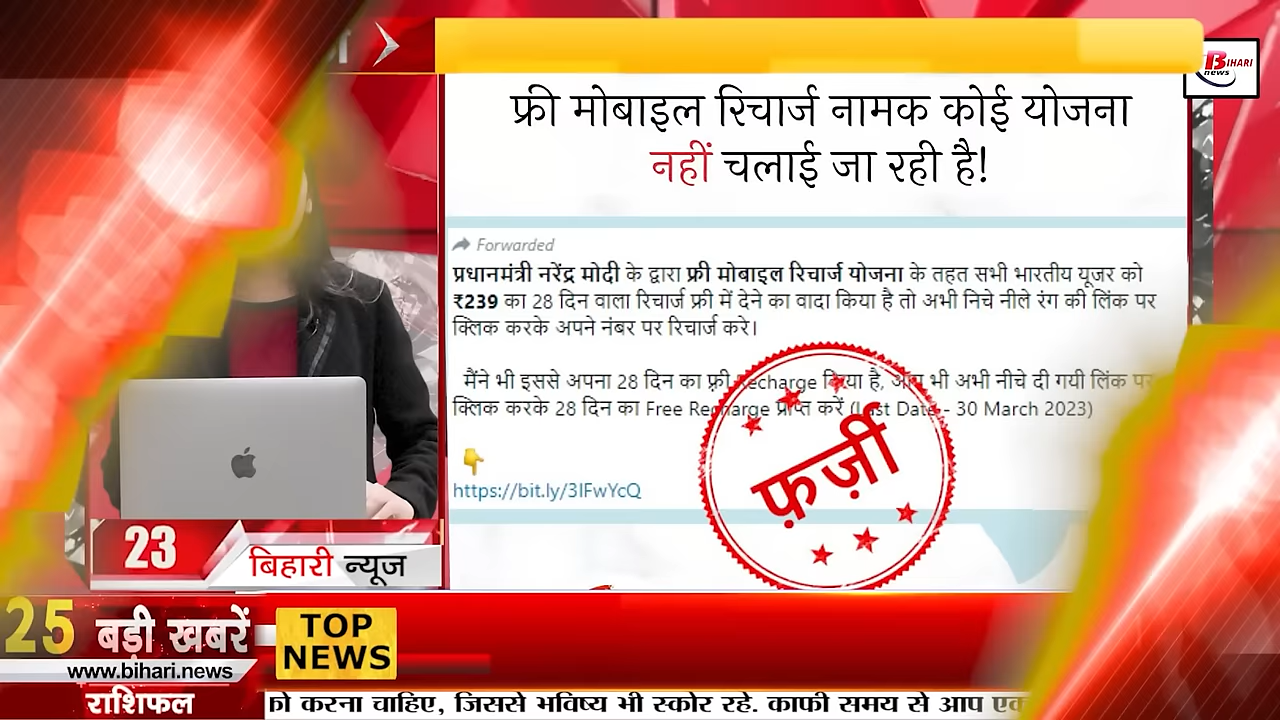 BIHARI
news
फ्री मोबाइल रिचार्ज नामक कोई योजना
नहीं चलाई जा रही है!
Forwarded
प्रधानमंत्री नरेंद्र मोदी के द्वारा फ्री मोबाइल रिचार्ज योजना के तहत सभी भारतीय यूजर को
₹239 का 28 दिन वाला रिचार्ज फ्री में देने का वादा किया है तो अभी निचे नीले रंग की लिंक पर
क्लिक करके अपने नंबर पर रिचार्ज करे।
मैंने भी इससे अपना 28 दिन का फ़्री Recharge किया है, आप भी अभी नीचे दी गयी लिंक पर
क्लिक करके 28 दिन का Free Recharge प्राप्त करें (Last Date - 30 March 2023)
https://bit.ly/3IFwYcQ
फ़र्ज़ी
23
बिहारी न्यूज
25 बड़ी खबरें
TOP
NEWS
www.bihari.news
राशिफल
को करना चाहिए, जिससे भविष्य भी स्कोर रहे. काफी समय से आप